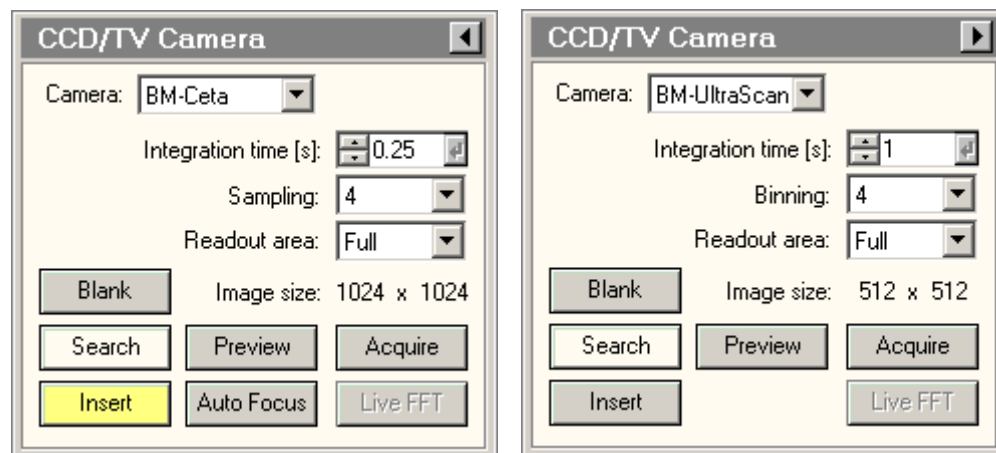 CCD/TV Camera
Camera: BM-Ceta
Integration time [s]: 0.25
Sampling: 4
Readout area: Full
Blank Image size: 1024 x 1024
Search Preview Acquire
Insert Auto Focus Live FFT
CCD/TV Camera
Camera: BM-UltraScan
Integration time [s]: 1
Binning: 4
Readout area: Full
Blank Image size: 512 x 512
Search Preview Acquire
Insert Live FFT